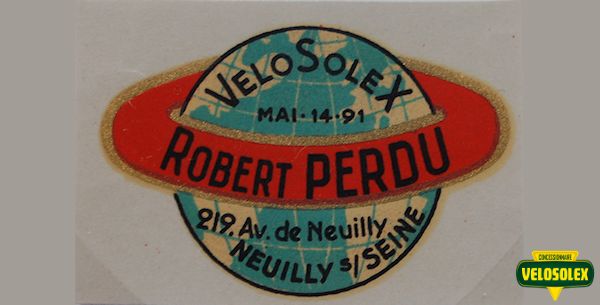 VELOSOLEX
MAI·14-91
ROBERT PERDU
219. Av. de Neuilly
NEUILLY s/ SEINE
CONCESSIONNAIRE
VELOSOLEX